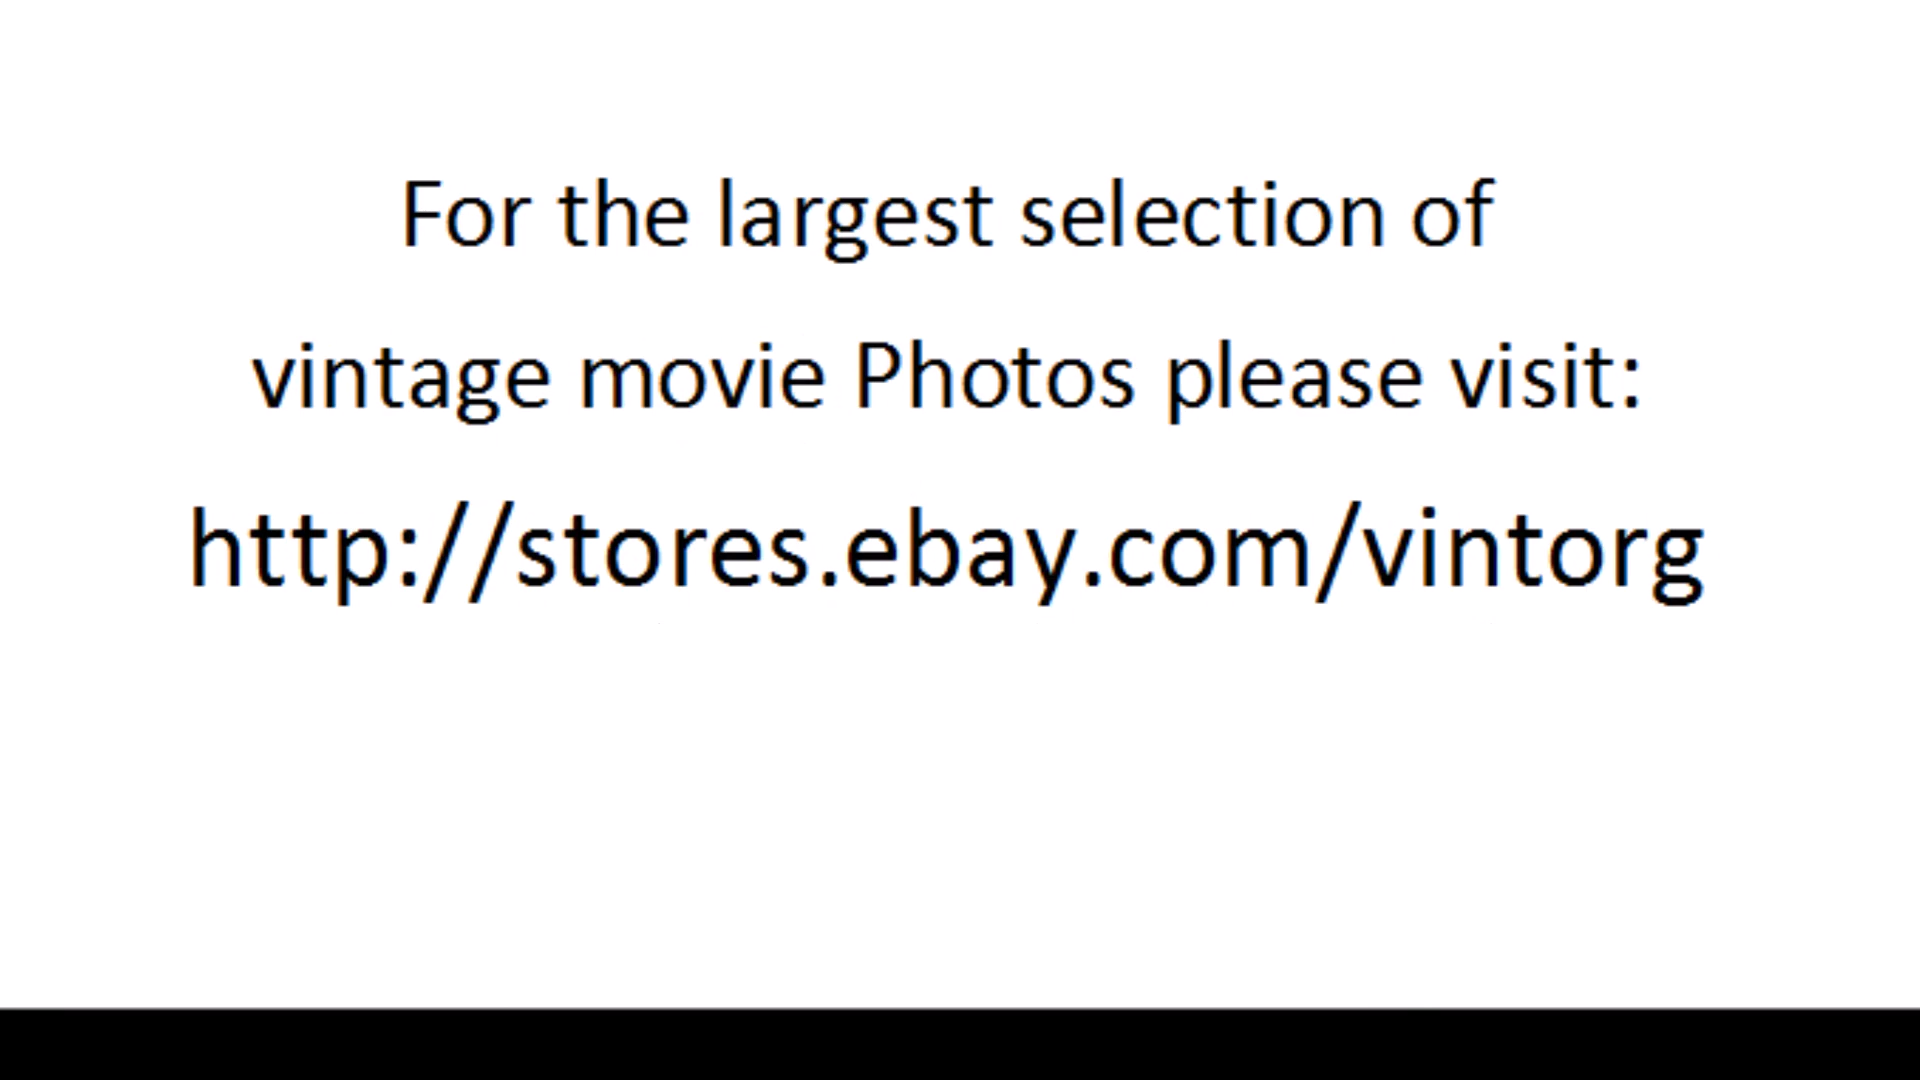 For the largest selection of
vintage movie Photos please visit:
http://stores.ebay.com/vintorg